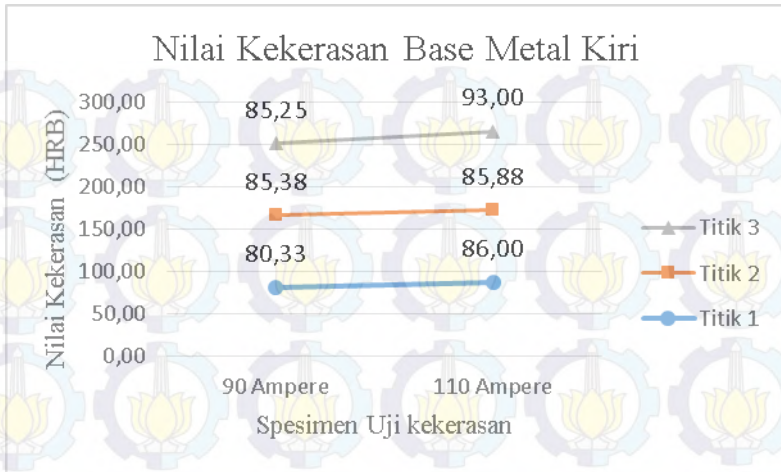 Nilai Kekerasan Base Metal Kiri
Nilai Kekerasan (HRB)
300,00
250,00
200,00
150,00
100,00
50,00
0,00
85,25
93,00
85,38
85,88
80,33
86,00
90 Ampere
110 Ampere
Spesimen Uji kekerasan
Titik 3
Titik 2
Titik 1